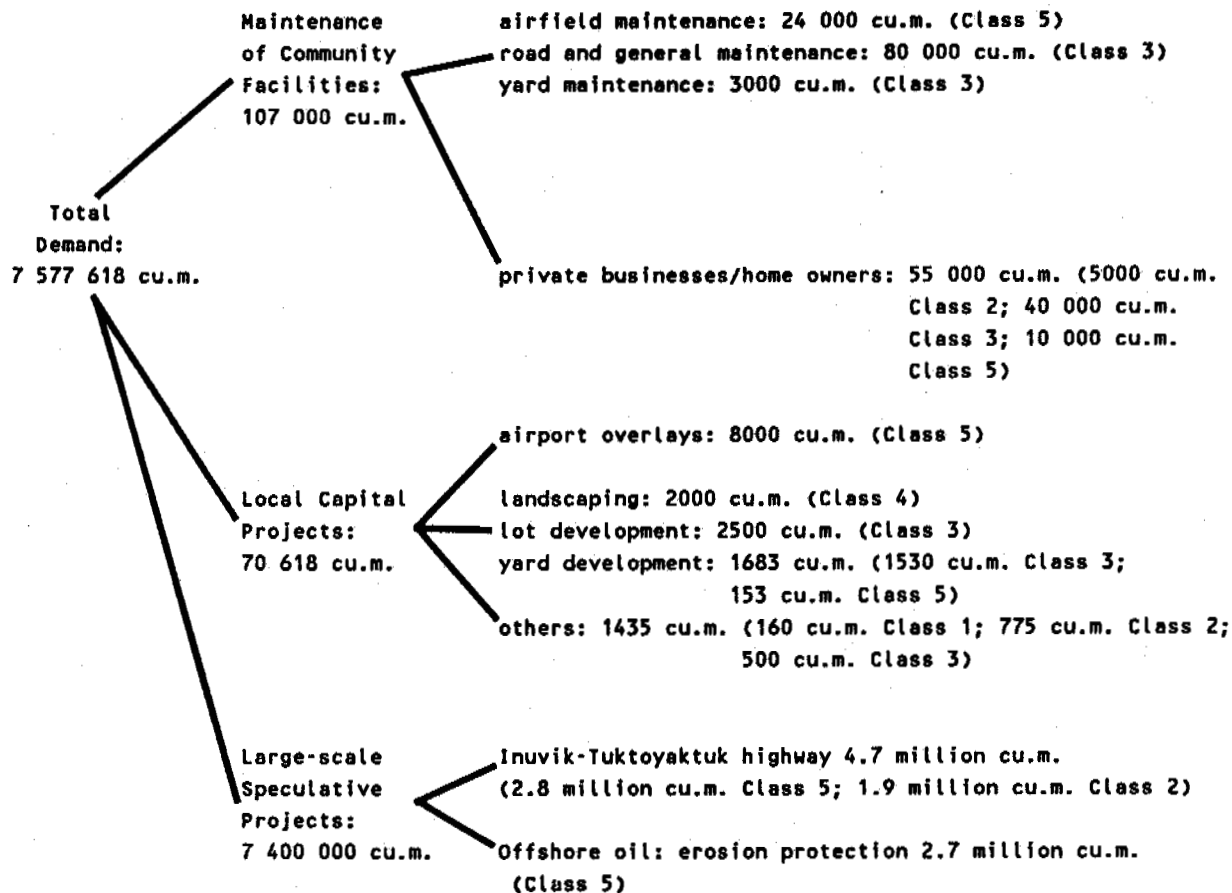 Maintenance
of Community
Facilities:
107 000 cu.m.
airfield maintenance: 24 000 cu.m. (Class 5)
road and general maintenance: 80 000 cu.m. (Class 3)
yard maintenance: 3000 cu.m. (Class 3)
Total
Demand:
7 577 618 cu.m.
private businesses/home owners: 55 000 cu.m. (5000 cu.m.
Class 2; 40 000 cu.m.
Class 3; 10 000 cu.m.
Class 5)
Local Capital
Projects:
70 618 cu.m.
airport overlays: 8000 cu.m. (Class 5)
landscaping: 2000 cu.m. (Class 4)
lot development: 2500 cu.m. (Class 3)
yard development: 1683 cu.m. (1530 cu.m. Class 3;
153 cu.m. Class 5)
others: 1435 cu.m. (160 cu.m. Class 1; 775 cu.m. Class 2;
500 cu.m. Class 3)
Large-scale
Speculative
Projects:
7 400 000 cu.m.
Inuvik-Tuktoyaktuk highway 4.7 million cu.m.
(2.8 million cu.m. Class 5; 1.9 million cu.m. Class 2)
Offshore oil: erosion protection 2.7 million cu.m.
(Class 5)